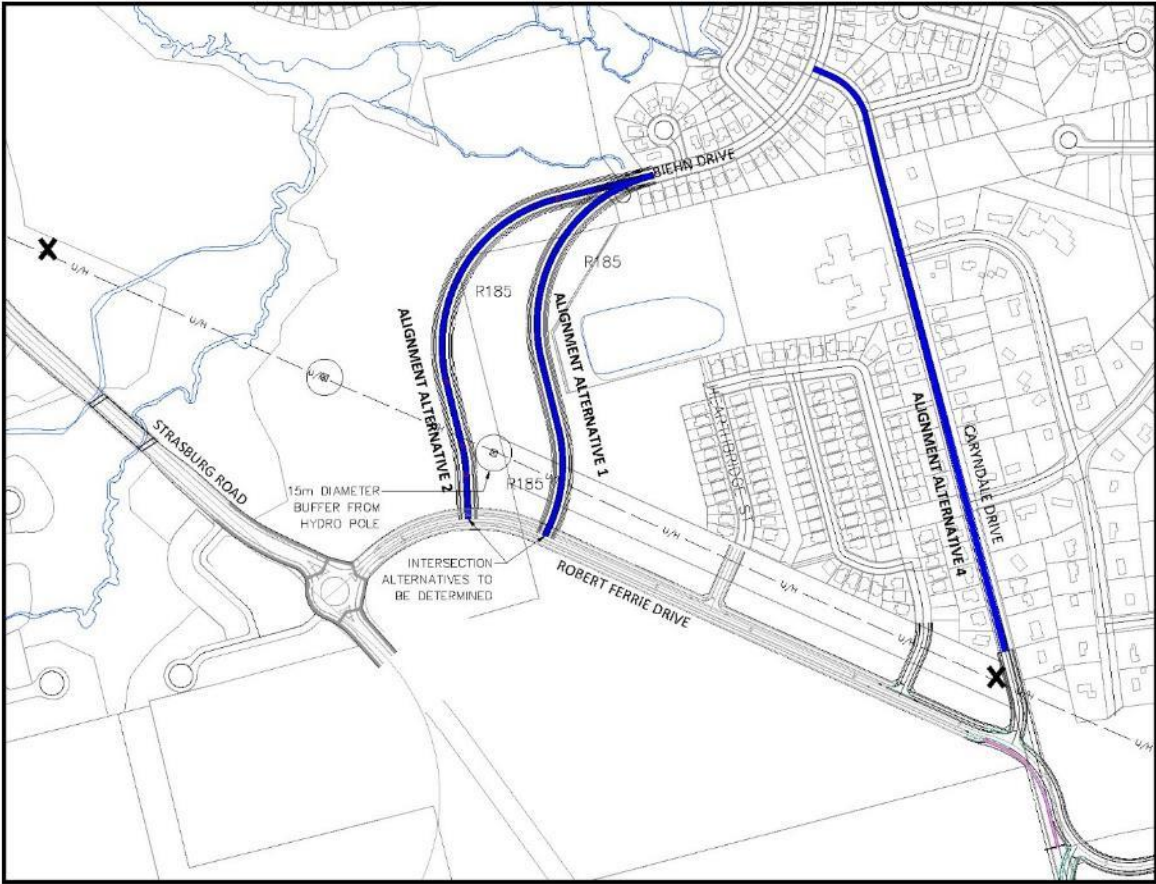 BIEHN DRIVE
R185
R185
ALIGNMENT ALTERNATIVE 1
ALIGNMENT ALTERNATIVE 2
U/H
STRASBURG ROAD
15m DIAMETER
BUFFER FROM
HYDRO POLE
R185
U/H
INTERSECTION
ALTERNATIVES TO
BE DETERMINED
ROBERT FERRIE DRIVE
ALIGNMENT ALTERNATIVE 4
CARYNDALE DRIVE
U/H
U/H
U/H